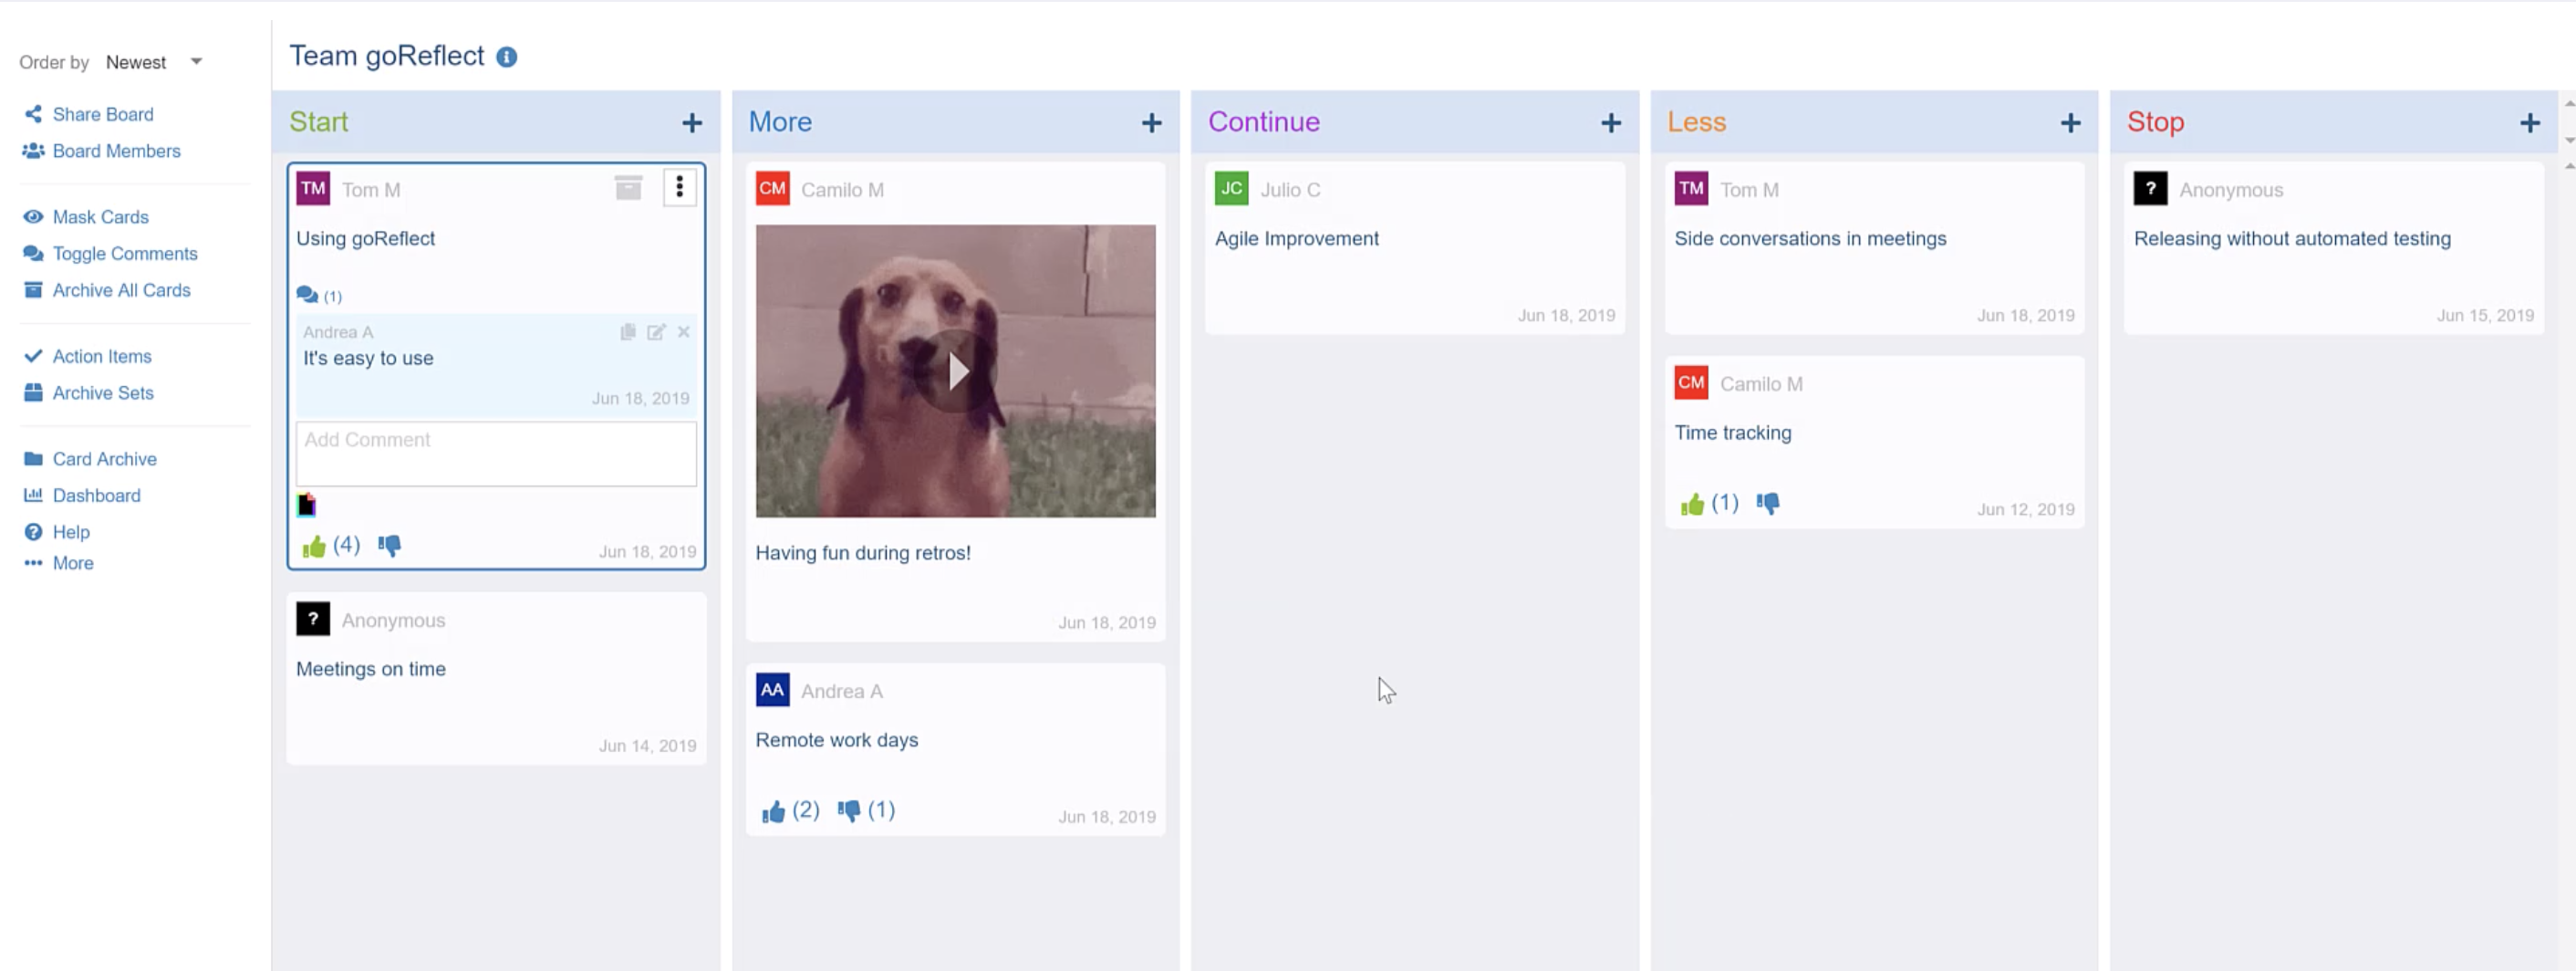 Order by Newest
Share Board
Board Members
Mask Cards
Toggle Comments
Archive All Cards
Action Items
Archive Sets
Card Archive
Dashboard
Help
More
Team goReflect
Start
TM Tom M
Using goReflect
(1)
Andrea A
It's easy to use
Jun 18, 2019
Add Comment
(4)
Jun 18, 2019
? Anonymous
Meetings on time
Jun 14, 2019
More
CM Camilo M
Having fun during retros!
Jun 18, 2019
AA Andrea A
Remote work days
(2) (1)
Jun 18, 2019
Continue
JC Julio C
Agile Improvement
Jun 18, 2019
Less
TM Tom M
Side conversations in meetings
Jun 18, 2019
CM Camilo M
Time tracking
(1)
Jun 12, 2019
Stop
? Anonymous
Releasing without automated testing
Jun 15, 2019